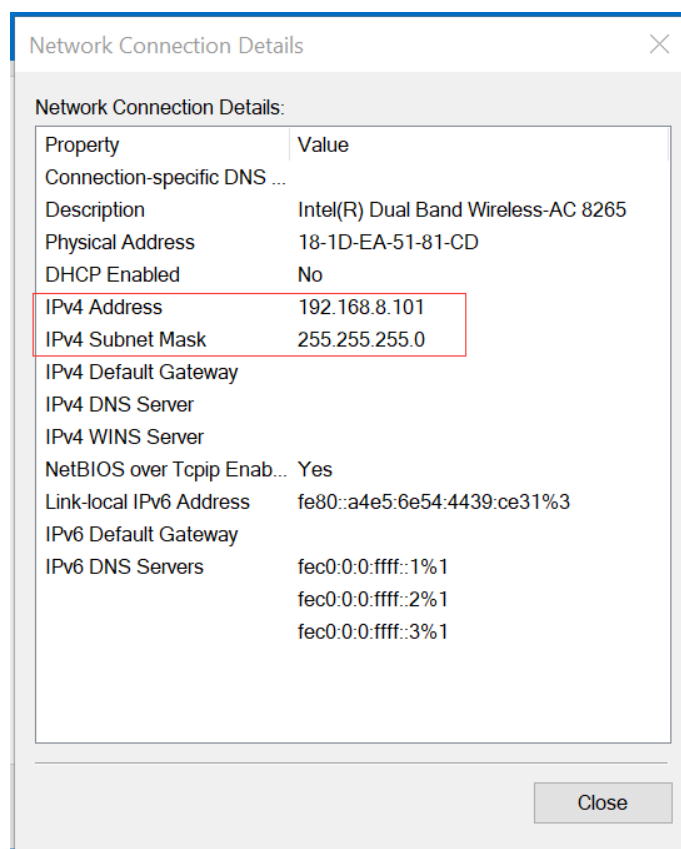 Network Connection Details
Network Connection Details:
Property Value
Connection-specific DNS ...
Description Intel(R) Dual Band Wireless-AC 8265
Physical Address 18-1D-EA-51-81-CD
DHCP Enabled No
IPv4 Address 192.168.8.101
IPv4 Subnet Mask 255.255.255.0
IPv4 Default Gateway
IPv4 DNS Server
IPv4 WINS Server
NetBIOS over Tcpip Enab... Yes
Link-local IPv6 Address fe80::a4e5:6e54:4439:ce31%3
IPv6 Default Gateway
IPv6 DNS Servers fec0:0:0:ffff::1%1
fec0:0:0:ffff::2%1
fec0:0:0:ffff::3%1
Close